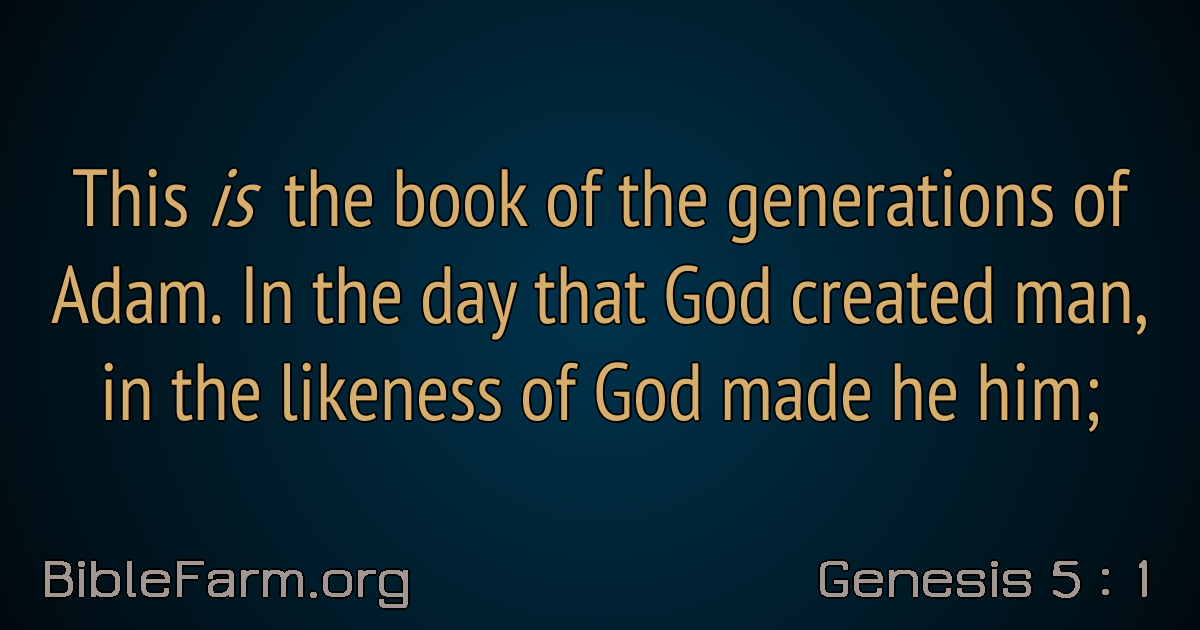 This is the book of the generations of
Adam. In the day that God created man,
in the likeness of God made he him;
BibleFarm.org
Genesis 5 : 1